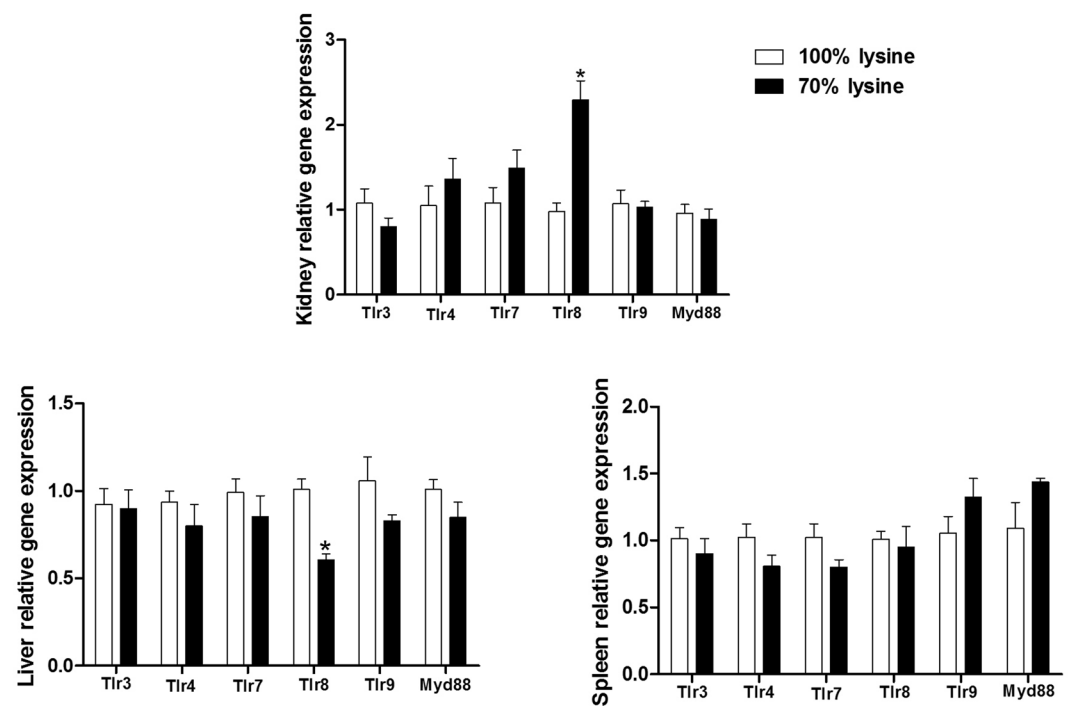 Kidney relative gene expression
3
2
1
0
Tlr3 Tlr4 Tlr7 Tlr8 Tlr9 Myd88
*
100% lysine
70% lysine
Liver relative gene expression
1.5
1.0
0.5
0.0
Tlr3 Tlr4 Tlr7 Tlr8 Tlr9 Myd88
*
Spleen relative gene expression
2.0
1.5
1.0
0.5
0.0
Tlr3 Tlr4 Tlr7 Tlr8 Tlr9 Myd88